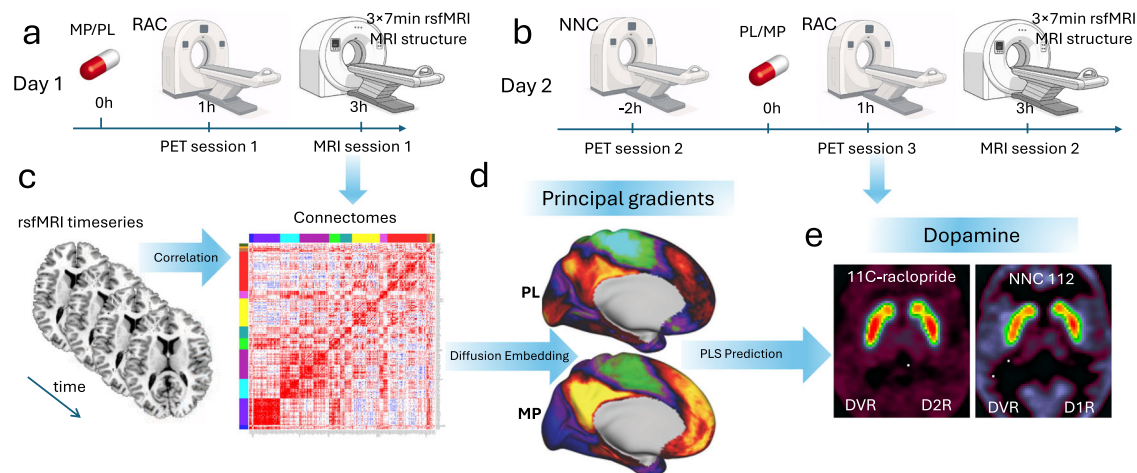 a
MP/PL
RAC
3×7min rsfMRI
MRI structure
Day 1
0h
1h
3h
PET session 1
MRI session 1
b
NNC
PL/MP
RAC
3×7min rsfMRI
MRI structure
Day 2
-2h
0h
1h
3h
PET session 2
PET session 3
MRI session 2
c
rsfMRI timeseries
Correlation
Connectomes
time
d
Principal gradients
PL
Diffusion Embedding
MP
PLS Prediction
e
Dopamine
11C-raclopride
NNC 112
DVR
D2R
DVR
D1R